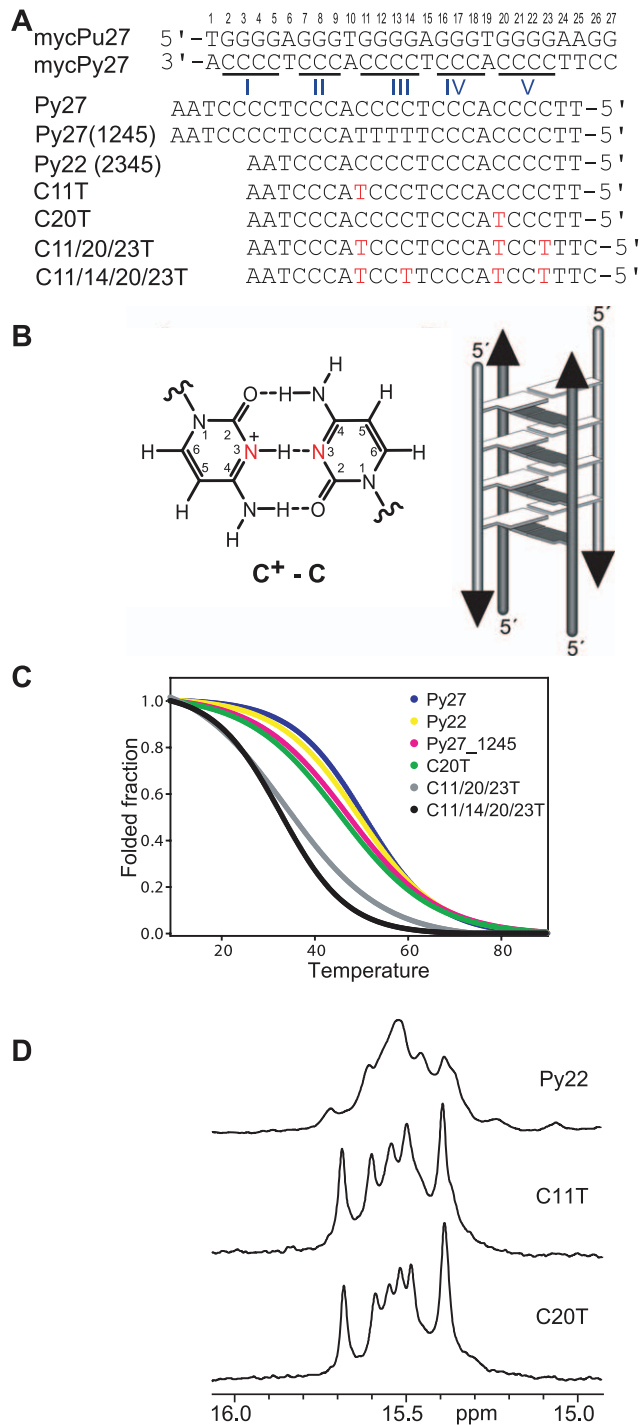 A
1 2 3 4 5 6 7 8 9 10 11 12 13 14 15 16 17 18 19 20 21 22 23 24 25 26 27
mycPu27 5'-TGGGGAGGGTGGGGAGGGTGGGGAAGG
mycPy27 3'-ACCCCTCCCACCCCTCCCACCCCTTCC
I II III IV V
Py27 AATCCCCTCCCACCCCTCCCACCCCTT-5'
Py27(1245) AATCCCCTCCCATTTTTCCCACCCCTT-5'
Py22 (2345) AATCCCACCCCTCCCACCCCTT-5'
C11T AATCCCATCCCTCCCACCCCTT-5'
C20T AATCCCACCCCTCCCATCCCTT-5'
C11/20/23T AATCCCATCCCTCCCATCCTTTC-5'
C11/14/20/23T AATCCCATCCTTCCCATCCTTTC-5'
B
H
O H N H
N 1 2 3 4 5 6 N + H N 3 4 5 6 2 1 N H
H
H N H O
H
C+ - C
5′ 5′
5′ 5′
C
Folded fraction
1.0
0.8
0.6
0.4
0.2
0.0
20 40 60 80
Temperature
Py27
Py22
Py27_1245
C20T
C11/20/23T
C11/14/20/23T
D
Py22
C11T
C20T
16.0 15.5 ppm 15.0